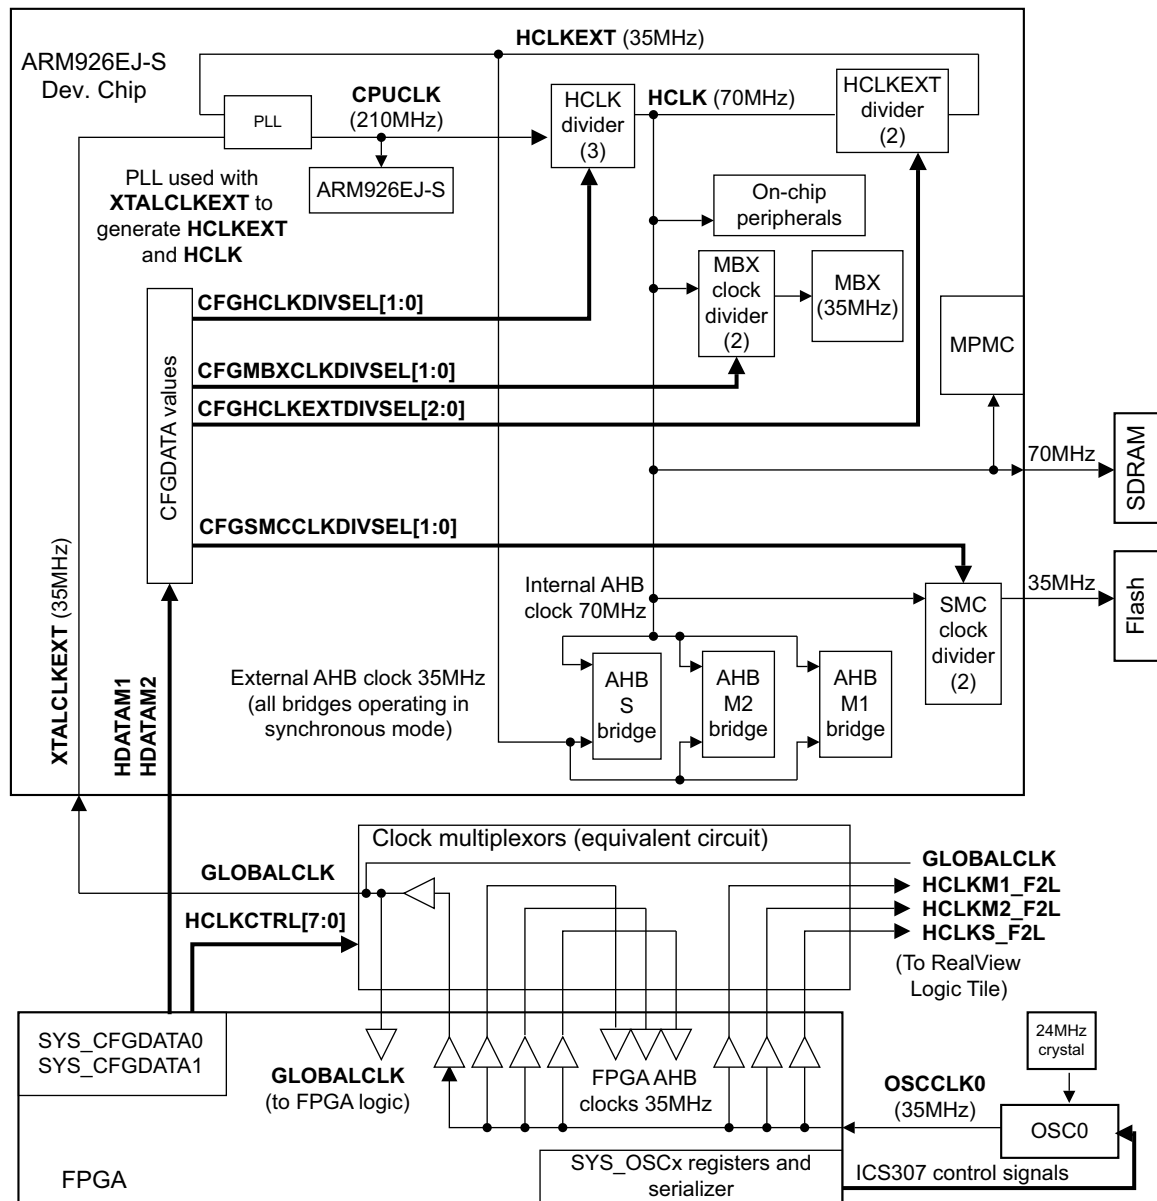 HCLKEXT (35MHz)
ARM926EJ-S
Dev. Chip
PLL
CPUCLK
(210MHz)
HCLK
divider
(3)
HCLK (70MHz)
HCLKEXT
divider
(2)
ARM926EJ-S
PLL used with
XTALCLKEXT to
generate HCLKEXT
and HCLK
On-chip
peripherals
MBX
clock
divider
(2)
MBX
(35MHz)
CFGHCLKDIVSEL[1:0]
CFGMBXCLKDIVSEL[1:0]
CFGHCLKEXTDIVSEL[2:0]
CFGSMCCLKDIVSEL[1:0]
CFGDATA values
MPMC
70MHz
SDRAM
35MHz
Flash
Internal AHB
clock 70MHz
SMC
clock
divider
(2)
External AHB clock 35MHz
(all bridges operating in
synchronous mode)
AHB
S
bridge
AHB
M2
bridge
AHB
M1
bridge
XTALCLKEXT (35MHz)
HDATAM1
HDATAM2
Clock multiplexors (equivalent circuit)
GLOBALCLK
HCLKCTRL[7:0]
GLOBALCLK
HCLKM1_F2L
HCLKM2_F2L
HCLKS_F2L
(To RealView
Logic Tile)
SYS_CFGDATA0
SYS_CFGDATA1
GLOBALCLK
(to FPGA logic)
FPGA AHB
clocks 35MHz
24MHz
crystal
OSCCLK0
(35MHz)
OSC0
FPGA
SYS_OSCx registers and
serializer
ICS307 control signals